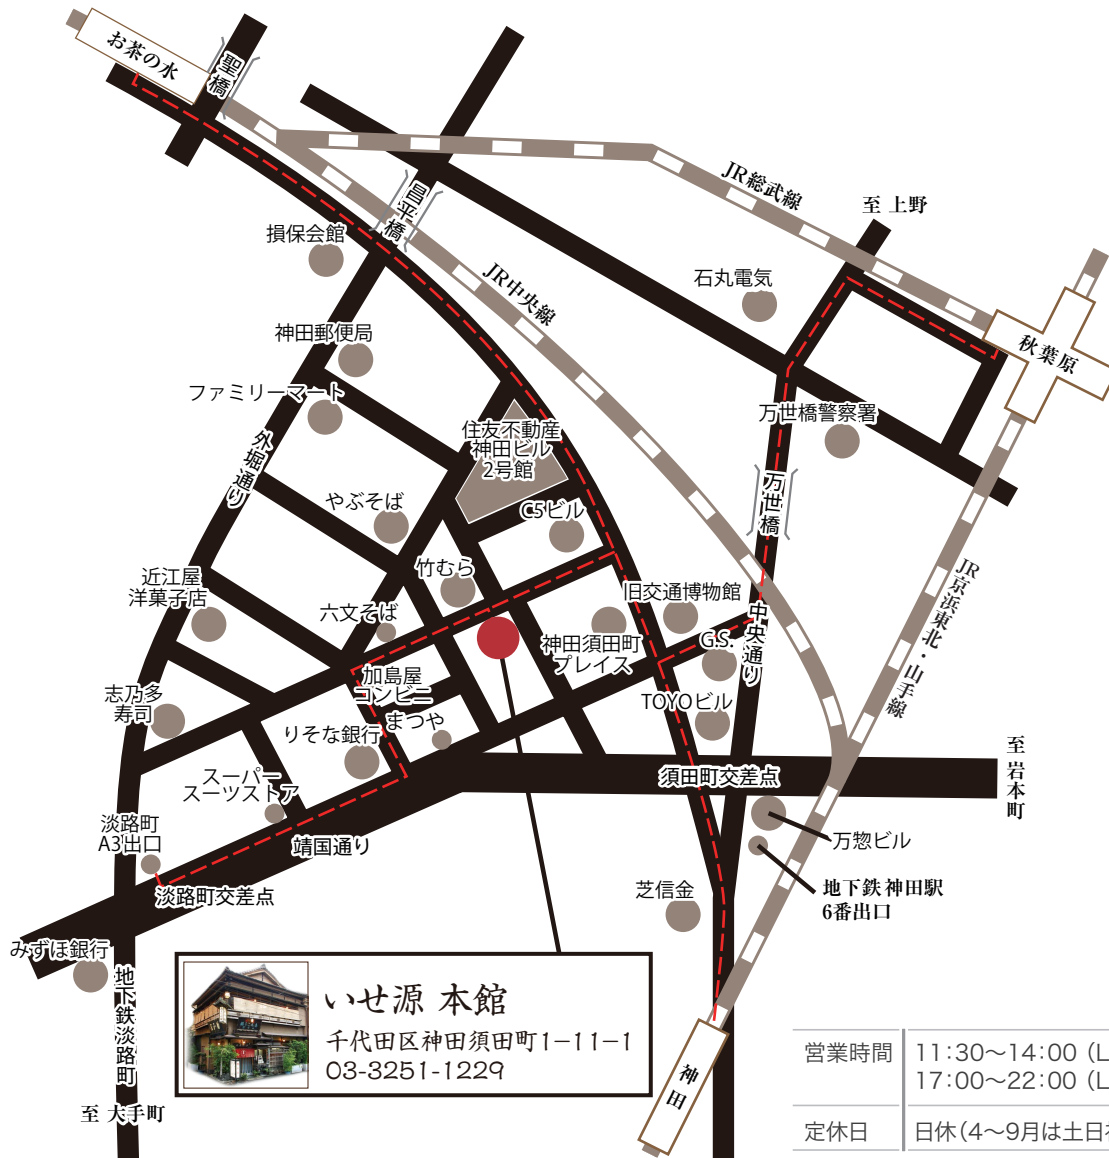 お茶の水
聖橋
昌平橋
損保会館
JR総武線
至 上野
石丸電気
JR中央線
秋葉原
神田郵便局
ファミリーマート
万世橋警察署
外堀通り
住友不動産
神田ビル
2号館
万世橋
やぶそば
C5ビル
竹むら
近江屋
洋菓子店
六文そば
旧交通博物館
中央通り
JR京浜東北・山手線
G.S.
神田須田町
プレイス
加島屋
コンビニ
志乃多
寿司
TOYOビル
まつや
りそな銀行
スーパー
スーツストア
須田町交差点
至 岩本町
淡路町
A3出口
靖国通り
万惣ビル
淡路町交差点
芝信金
地下鉄神田駅
6番出口
みずほ銀行
地下鉄淡路町
至 大手町
いせ源 本館
千代田区神田須田町1-11-1
03-3251-1229
神田
営業時間
11:30〜14:00 (L
17:00〜22:00 (L
定休日
日休(4〜9月は土日